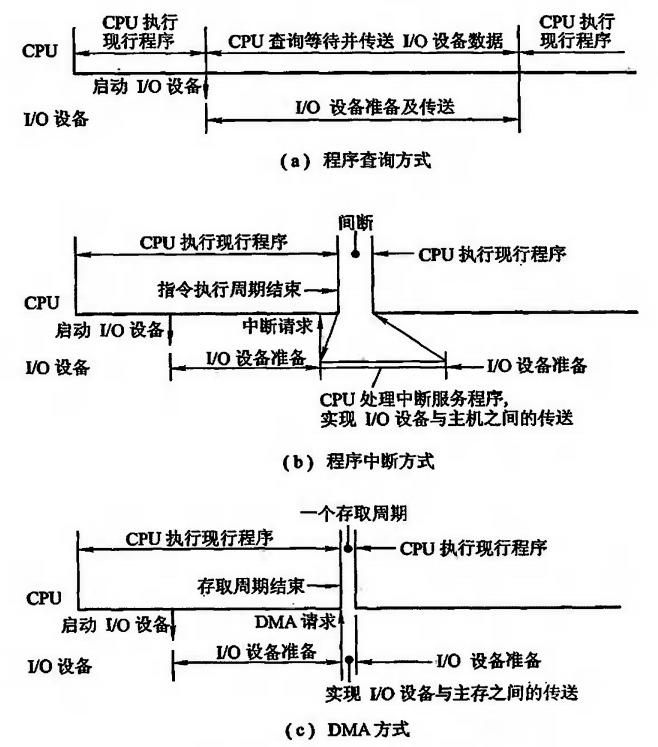 CPU 执行
现行程序
CPU 查询等待并传送 I/O 设备数据
CPU 执行
现行程序
CPU
启动 I/O 设备
I/O 设备
I/O 设备准备及传送
(a) 程序查询方式
间断
CPU 执行现行程序
CPU 执行现行程序
指令执行周期结束
CPU
启动 I/O 设备
中断请求
I/O 设备
I/O 设备准备
I/O 设备准备
CPU 处理中断服务程序,
实现 I/O 设备与主机之间的传送
(b) 程序中断方式
一个存取周期
CPU 执行现行程序
CPU 执行现行程序
存取周期结束
CPU
启动 I/O 设备
DMA 请求
I/O 设备
I/O 设备准备
I/O 设备准备
实现 I/O 设备与主存之间的传送
(c) DMA 方式